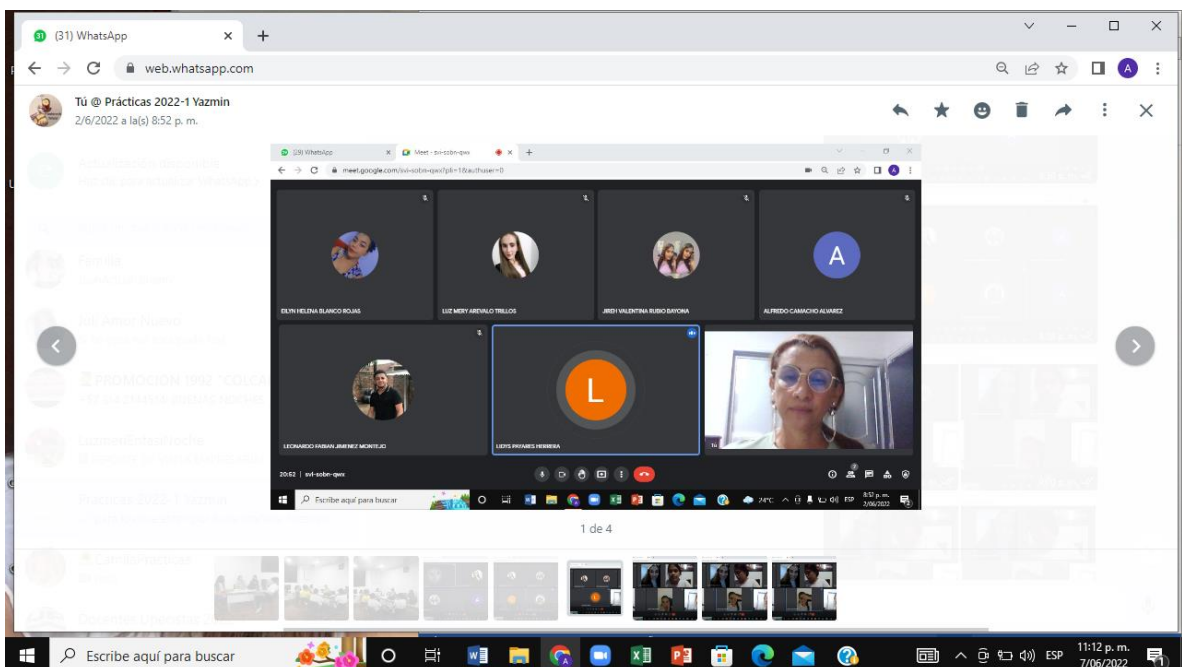 (31) WhatsApp
web.whatsapp.com
A
Tú @ Prácticas 2022-1 Yazmin
2/6/2022 a la(s) 8:52 p. m.
(29) WhatsApp
Meet - svi-sobn-qwx
meet.google.com/svi-sobn-qwx?pli=1&authuser=0
EILYN HELENA BLANCO ROJAS
LUZ MERY AREVALO TRILLOS
JIREH VALENTINA RUBIO BAYONA
A
ALFREDO CAMACHO ALVAREZ
LEONARDO FABIAN JIMENEZ MONTEJO
L
LIDYS PAYARES HERRERA
Tú
20:52 | svi-sobn-qwx
7
Escribe aquí para buscar
24°C
ESP
8:52 p. m.
2/06/2022
1 de 4
Escribe aquí para buscar
ESP
11:12 p. m.
7/06/2022